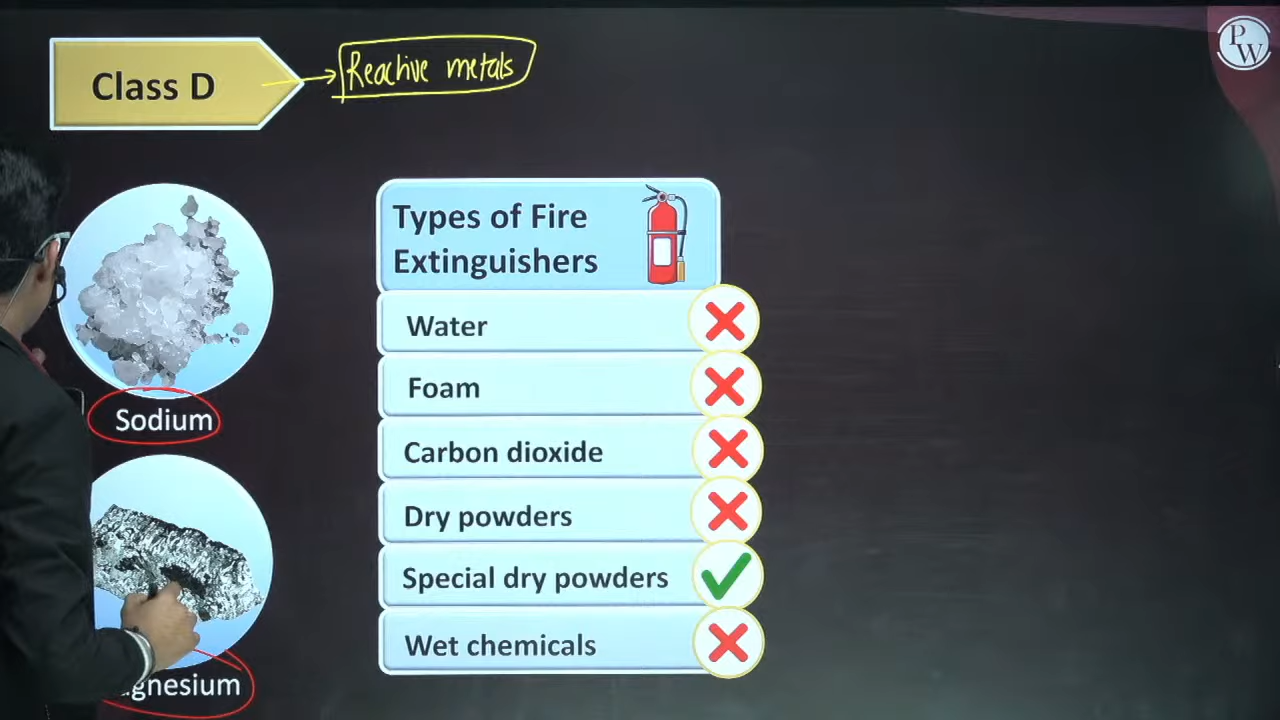 Class D
Reactive metals
PW
Types of Fire
Extinguishers
Water
Foam
Carbon dioxide
Dry powders
Special dry powders
Wet chemicals
Sodium